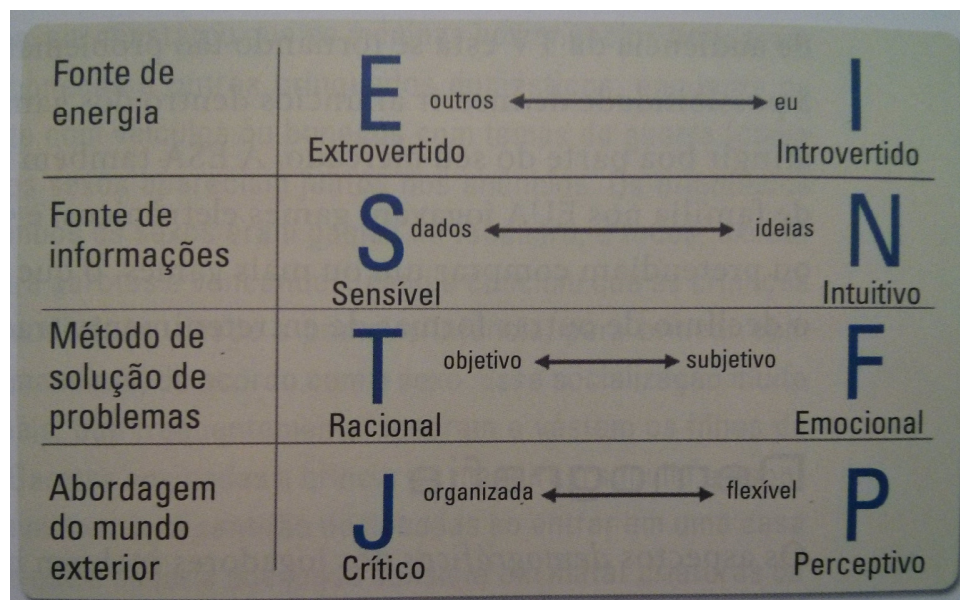 Fonte de
energia
E outros eu I
Extrovertido Introvertido
Fonte de
informações
S dados ideias N
Sensível Intuitivo
Método de
solução de
problemas
T objetivo subjetivo F
Racional Emocional
Abordagem
do mundo
exterior
J organizada flexível P
Crítico Perceptivo